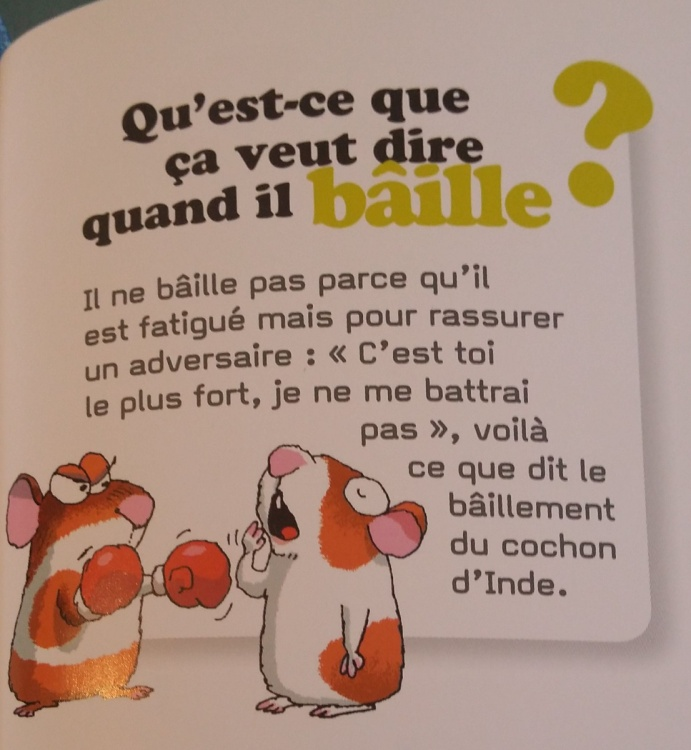 Qu'est-ce que
ça veut dire
quand il bâille ?
Il ne bâille pas parce qu'il
est fatigué mais pour rassurer
un adversaire : « C'est toi
le plus fort, je ne me battrai
pas », voilà
ce que dit le
bâillement
du cochon
d'Inde.